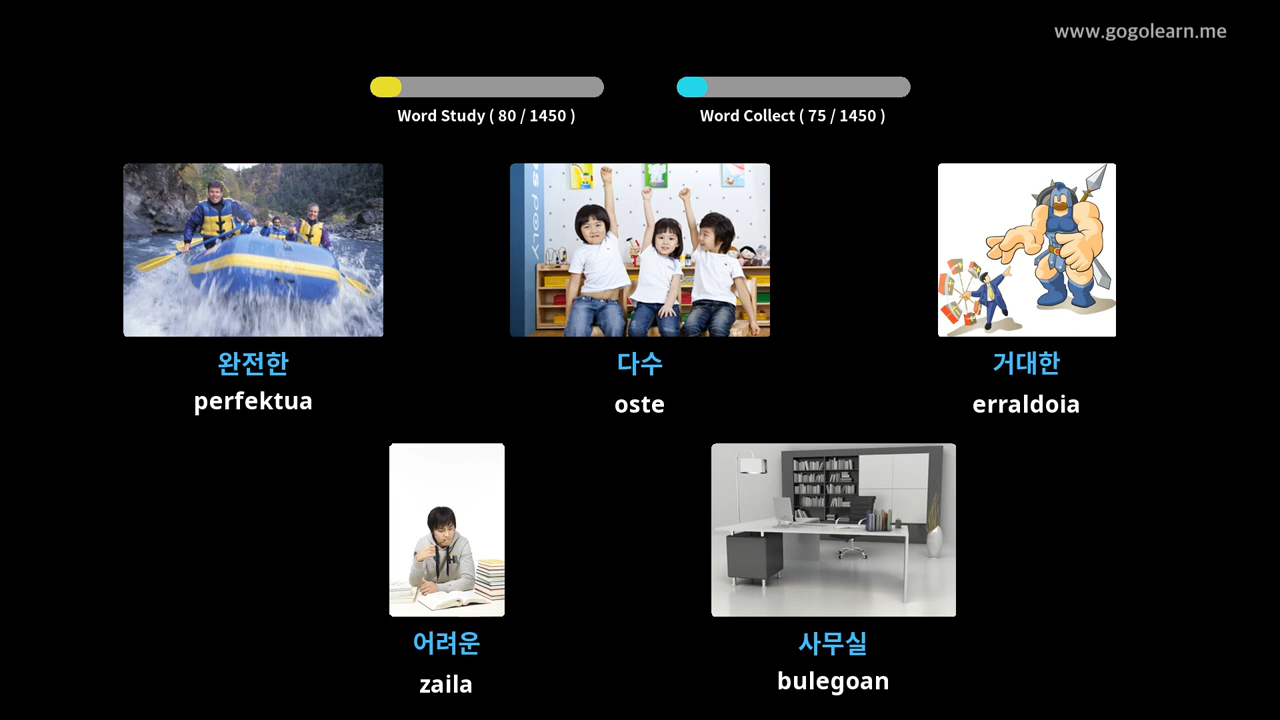 www.gogolearn.me
Word Study ( 80 / 1450 )
Word Collect ( 75 / 1450 )
완전한
perfektua
다수
oste
거대한
erraldoia
어려운
zaila
사무실
bulegoan